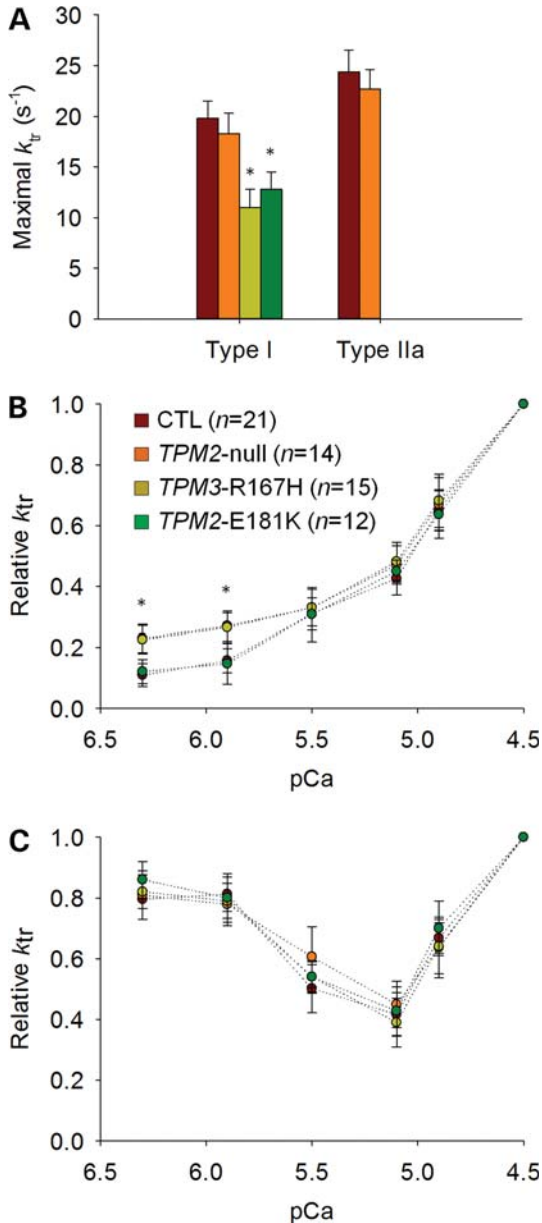 A
Maximal ktr (s-1)
30
25
20
15
10
5
0
*
*
Type I
Type IIa
B
Relative ktr
1.0
0.8
0.6
0.4
0.2
0.0
CTL (n=21)
TPM2-null (n=14)
TPM3-R167H (n=15)
TPM2-E181K (n=12)
*
*
6.5
6.0
5.5
5.0
4.5
pCa
C
Relative ktr
1.0
0.8
0.6
0.4
0.2
0.0
6.5
6.0
5.5
5.0
4.5
pCa